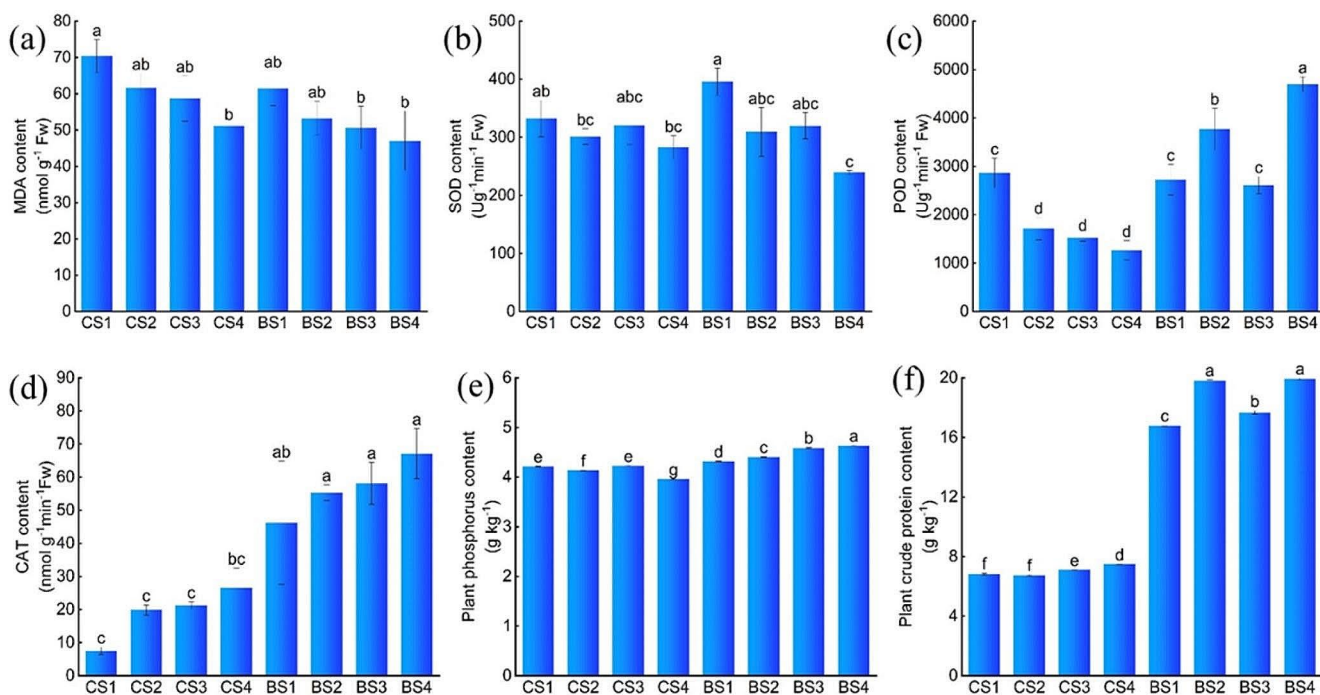 (a)
MDA content
(nmol g⁻¹ Fw)
80
70
60
50
40
30
20
10
0
a
ab
ab
b
ab
ab
b
b
CS1 CS2 CS3 CS4 BS1 BS2 BS3 BS4
(b)
SOD content
(Ug⁻¹min⁻¹ Fw)
500
400
300
200
100
0
ab
bc
abc
bc
a
abc
abc
c
CS1 CS2 CS3 CS4 BS1 BS2 BS3 BS4
(c)
POD content
(Ug⁻¹min⁻¹ Fw)
6000
5000
4000
3000
2000
1000
0
c
d
d
d
c
b
c
a
CS1 CS2 CS3 CS4 BS1 BS2 BS3 BS4
(d)
CAT content
(nmol g⁻¹min⁻¹Fw)
90
80
70
60
50
40
30
20
10
0
c
c
c
bc
ab
a
a
a
CS1 CS2 CS3 CS4 BS1 BS2 BS3 BS4
(e)
Plant phosphorus content
(g kg⁻¹)
6
5
4
3
2
1
0
e
f
e
g
d
c
b
a
CS1 CS2 CS3 CS4 BS1 BS2 BS3 BS4
(f)
Plant crude protein content
(g kg⁻¹)
20
16
12
8
4
0
f
f
e
d
c
a
b
a
CS1 CS2 CS3 CS4 BS1 BS2 BS3 BS4